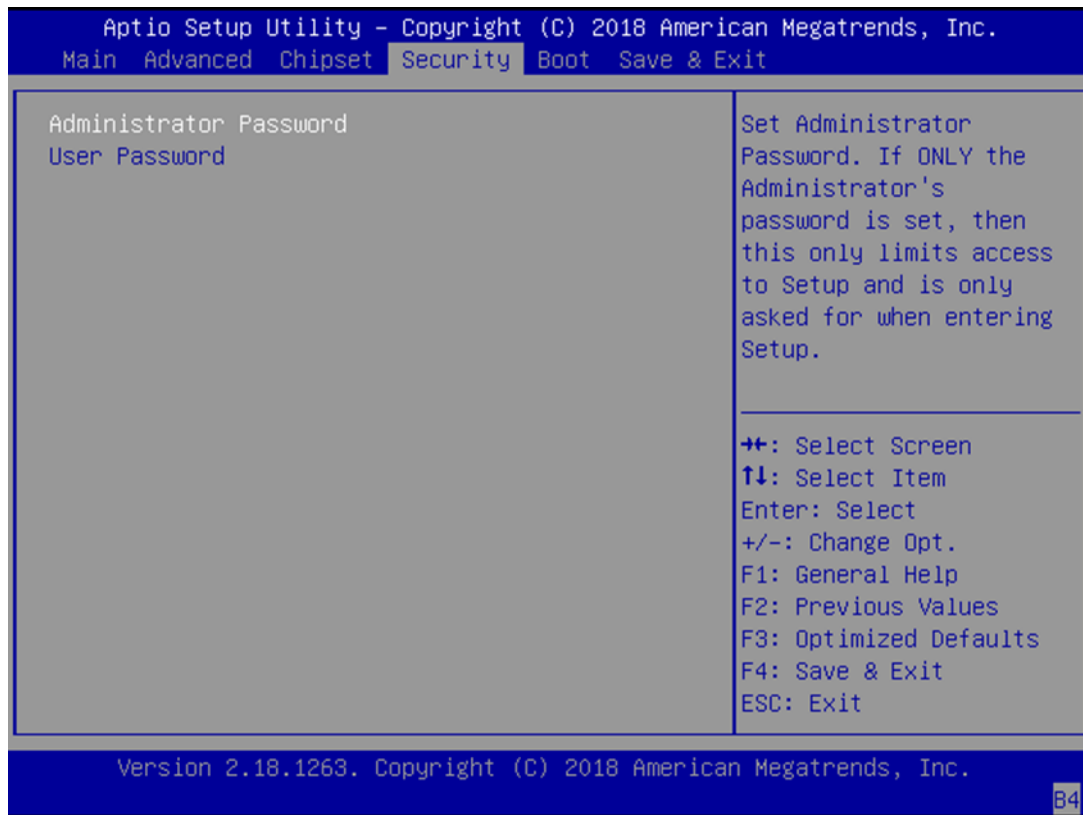 Aptio Setup Utility – Copyright (C) 2018 American Megatrends, Inc.
Main Advanced Chipset Security Boot Save & Exit
Administrator Password
User Password
Set Administrator
Password. If ONLY the
Administrator's
password is set, then
this only limits access
to Setup and is only
asked for when entering
Setup.
→←: Select Screen
↑↓: Select Item
Enter: Select
+/-: Change Opt.
F1: General Help
F2: Previous Values
F3: Optimized Defaults
F4: Save & Exit
ESC: Exit
Version 2.18.1263. Copyright (C) 2018 American Megatrends, Inc.
B4